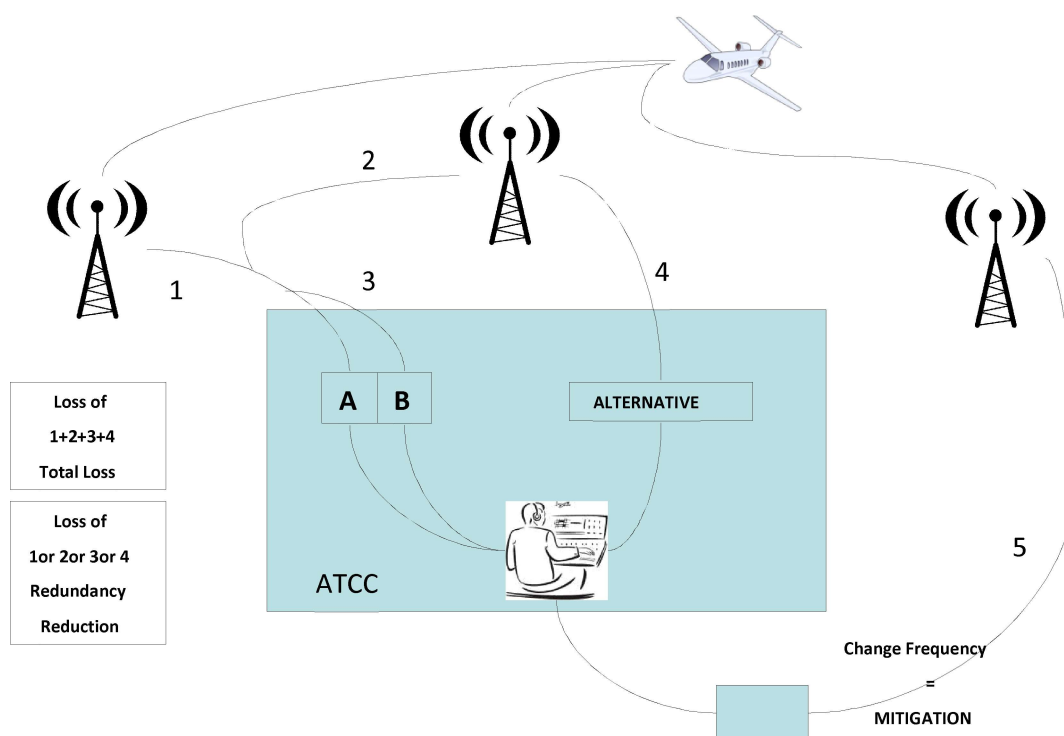 2
1
3
4
A B
ALTERNATIVE
Loss of
1+2+3+4
Total Loss
Loss of
1or 2or 3or 4
Redundancy
Reduction
ATCC
5
Change Frequency
=
MITIGATION